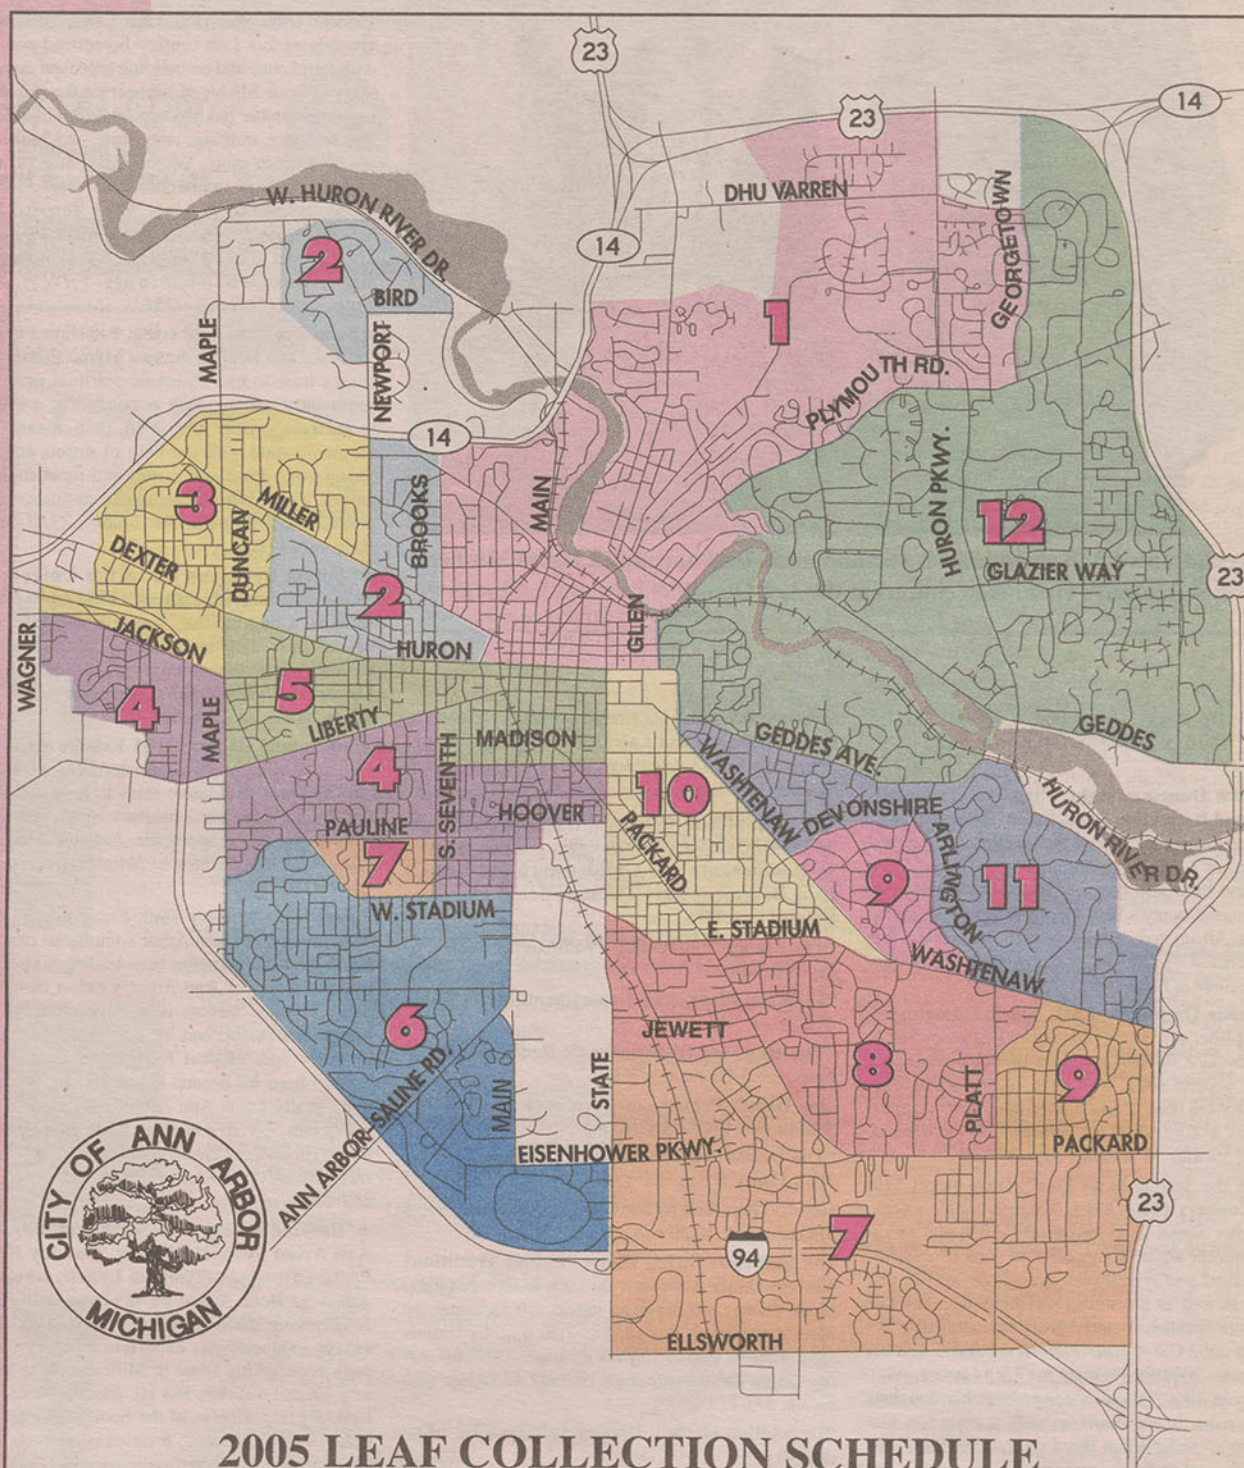 23
23
14
DHU VARREN
GEORGETOWN
W. HURON RIVER DR.
14
2
BIRD
1
MAPLE
NEWPORT
PLYMOUTH RD.
14
HURON PKWY.
3
MILLER
BROOKS
MAIN
12
DEXTER
DUNCAN
GLAZIER WAY
23
2
GLEN
WAGNER
JACKSON
HURON
5
4
LIBERTY
MAPLE
MADISON
GEDDES AVE.
GEDDES
4
S. SEVENTH
WASHTENAW
10
HOOVER
DEVONSHIRE
HURON RIVER DR.
PAULINE
PACKARD
ARLINGTON
7
9
11
W. STADIUM
E. STADIUM
WASHTENAW
6
JEWETT
8
9
ANN ARBOR-SALINE RD.
MAIN
STATE
PLATT
EISENHOWER PKWY.
PACKARD
CITY OF ANN ARBOR
MICHIGAN
23
7
94
ELLSWORTH
2005 LEAF COLLECTION SCHEDULE